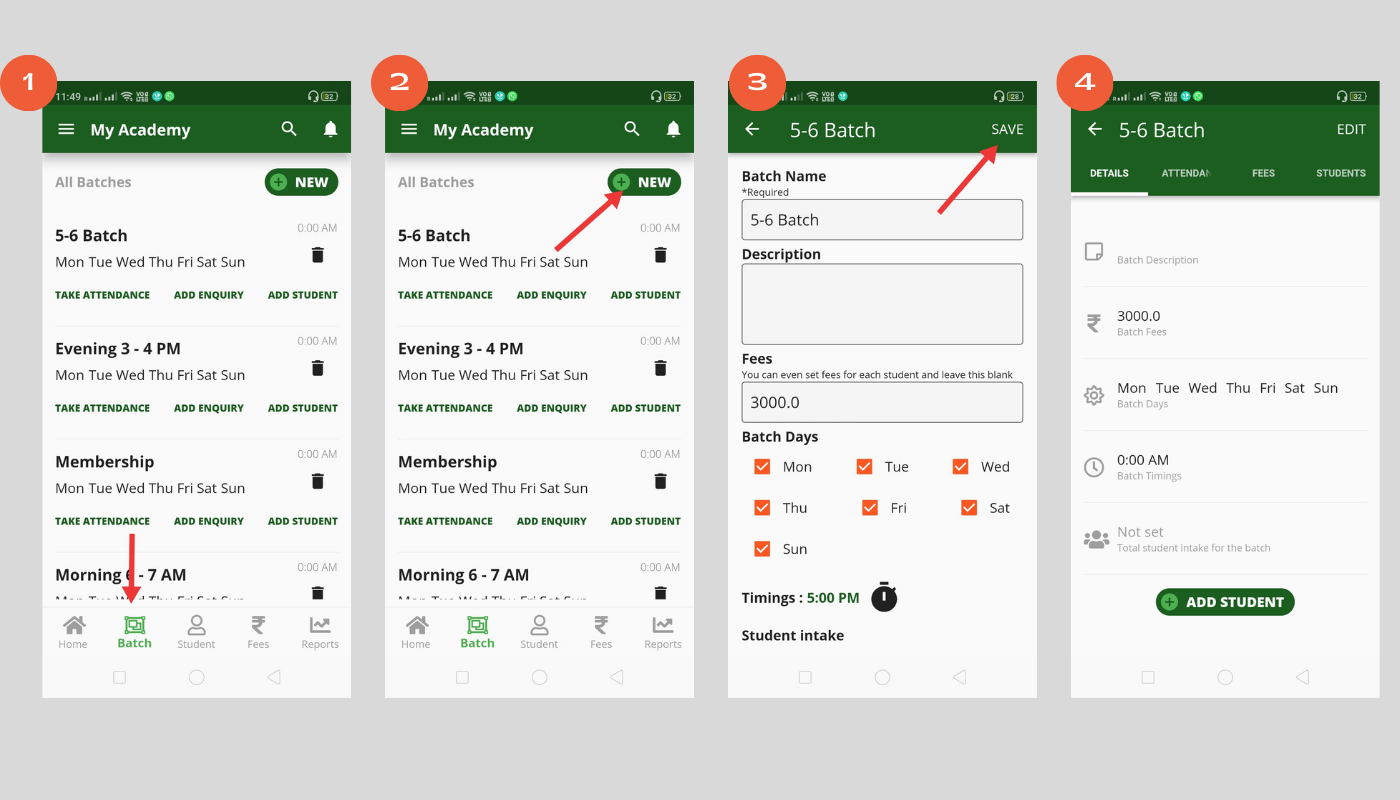 1
11:49
32
My Academy
All Batches
NEW
0:00 AM
5-6 Batch
Mon Tue Wed Thu Fri Sat Sun
TAKE ATTENDANCE ADD ENQUIRY ADD STUDENT
0:00 AM
Evening 3 - 4 PM
Mon Tue Wed Thu Fri Sat Sun
TAKE ATTENDANCE ADD ENQUIRY ADD STUDENT
0:00 AM
Membership
Mon Tue Wed Thu Fri Sat Sun
TAKE ATTENDANCE ADD ENQUIRY ADD STUDENT
0:00 AM
Morning 6 - 7 AM
Home Batch Student Fees Reports
2
32
My Academy
All Batches
NEW
0:00 AM
5-6 Batch
Mon Tue Wed Thu Fri Sat Sun
TAKE ATTENDANCE ADD ENQUIRY ADD STUDENT
0:00 AM
Evening 3 - 4 PM
Mon Tue Wed Thu Fri Sat Sun
TAKE ATTENDANCE ADD ENQUIRY ADD STUDENT
0:00 AM
Membership
Mon Tue Wed Thu Fri Sat Sun
TAKE ATTENDANCE ADD ENQUIRY ADD STUDENT
0:00 AM
Morning 6 - 7 AM
Home Batch Student Fees Reports
3
28
5-6 Batch SAVE
Batch Name
*Required
5-6 Batch
Description
Fees
You can even set fees for each student and leave this blank
3000.0
Batch Days
Mon Tue Wed
Thu Fri Sat
Sun
Timings : 5:00 PM
Student intake
4
32
5-6 Batch EDIT
DETAILS ATTENDAN FEES STUDENTS
Batch Description
3000.0
Batch Fees
Mon Tue Wed Thu Fri Sat Sun
Batch Days
0:00 AM
Batch Timings
Not set
Total student intake for the batch
ADD STUDENT